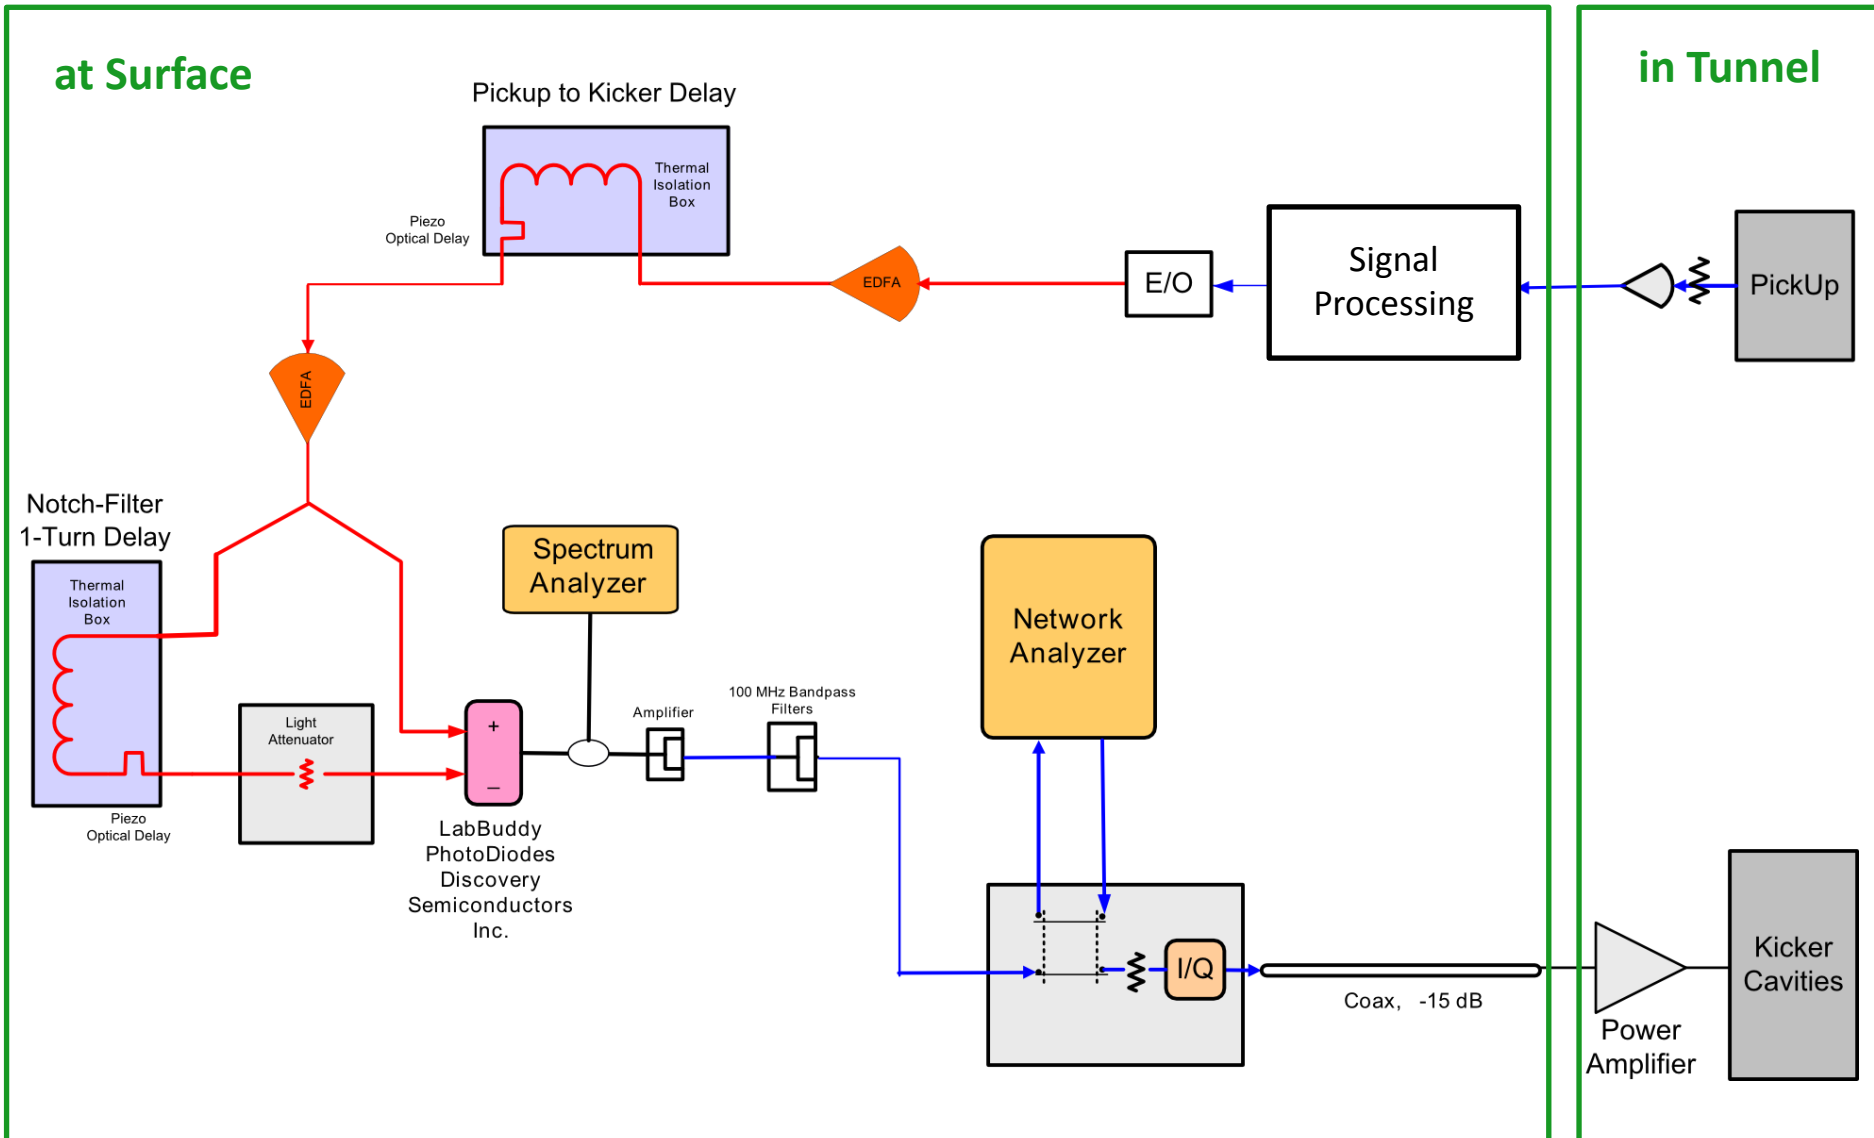 at Surface
in Tunnel
Pickup to Kicker Delay
Thermal
Isolation
Box
Piezo
Optical Delay
EDFA
E/O
Signal
Processing
PickUp
EDFA
Notch-Filter
1-Turn Delay
Thermal
Isolation
Box
Piezo
Optical Delay
Light
Attenuator
Spectrum
Analyzer
+
_
LabBuddy
PhotoDiodes
Discovery
Semiconductors
Inc.
Amplifier
100 MHz Bandpass
Filters
Network
Analyzer
I/Q
Coax, -15 dB
Power
Amplifier
Kicker
Cavities